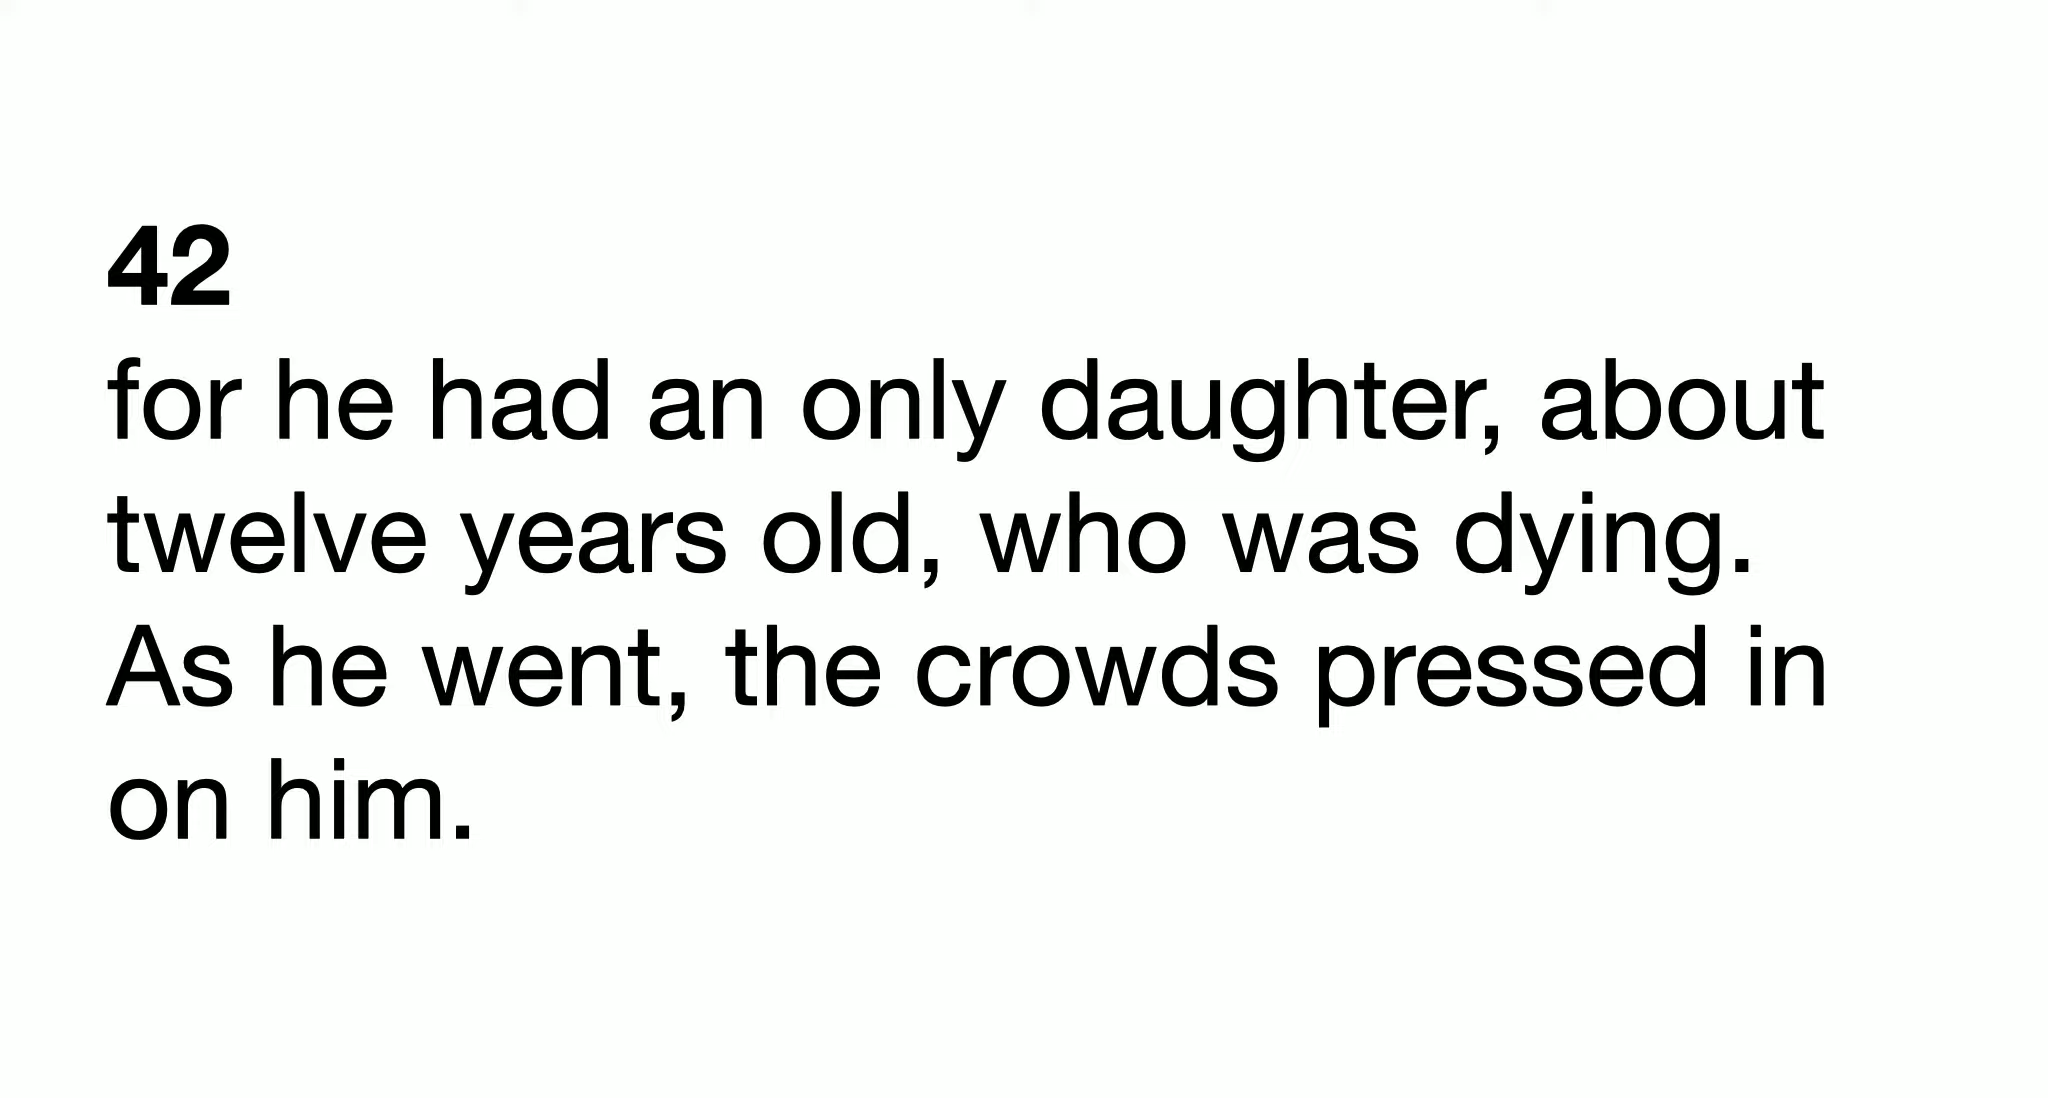 42
for he had an only daughter, about
twelve years old, who was dying.
As he went, the crowds pressed in
on him.